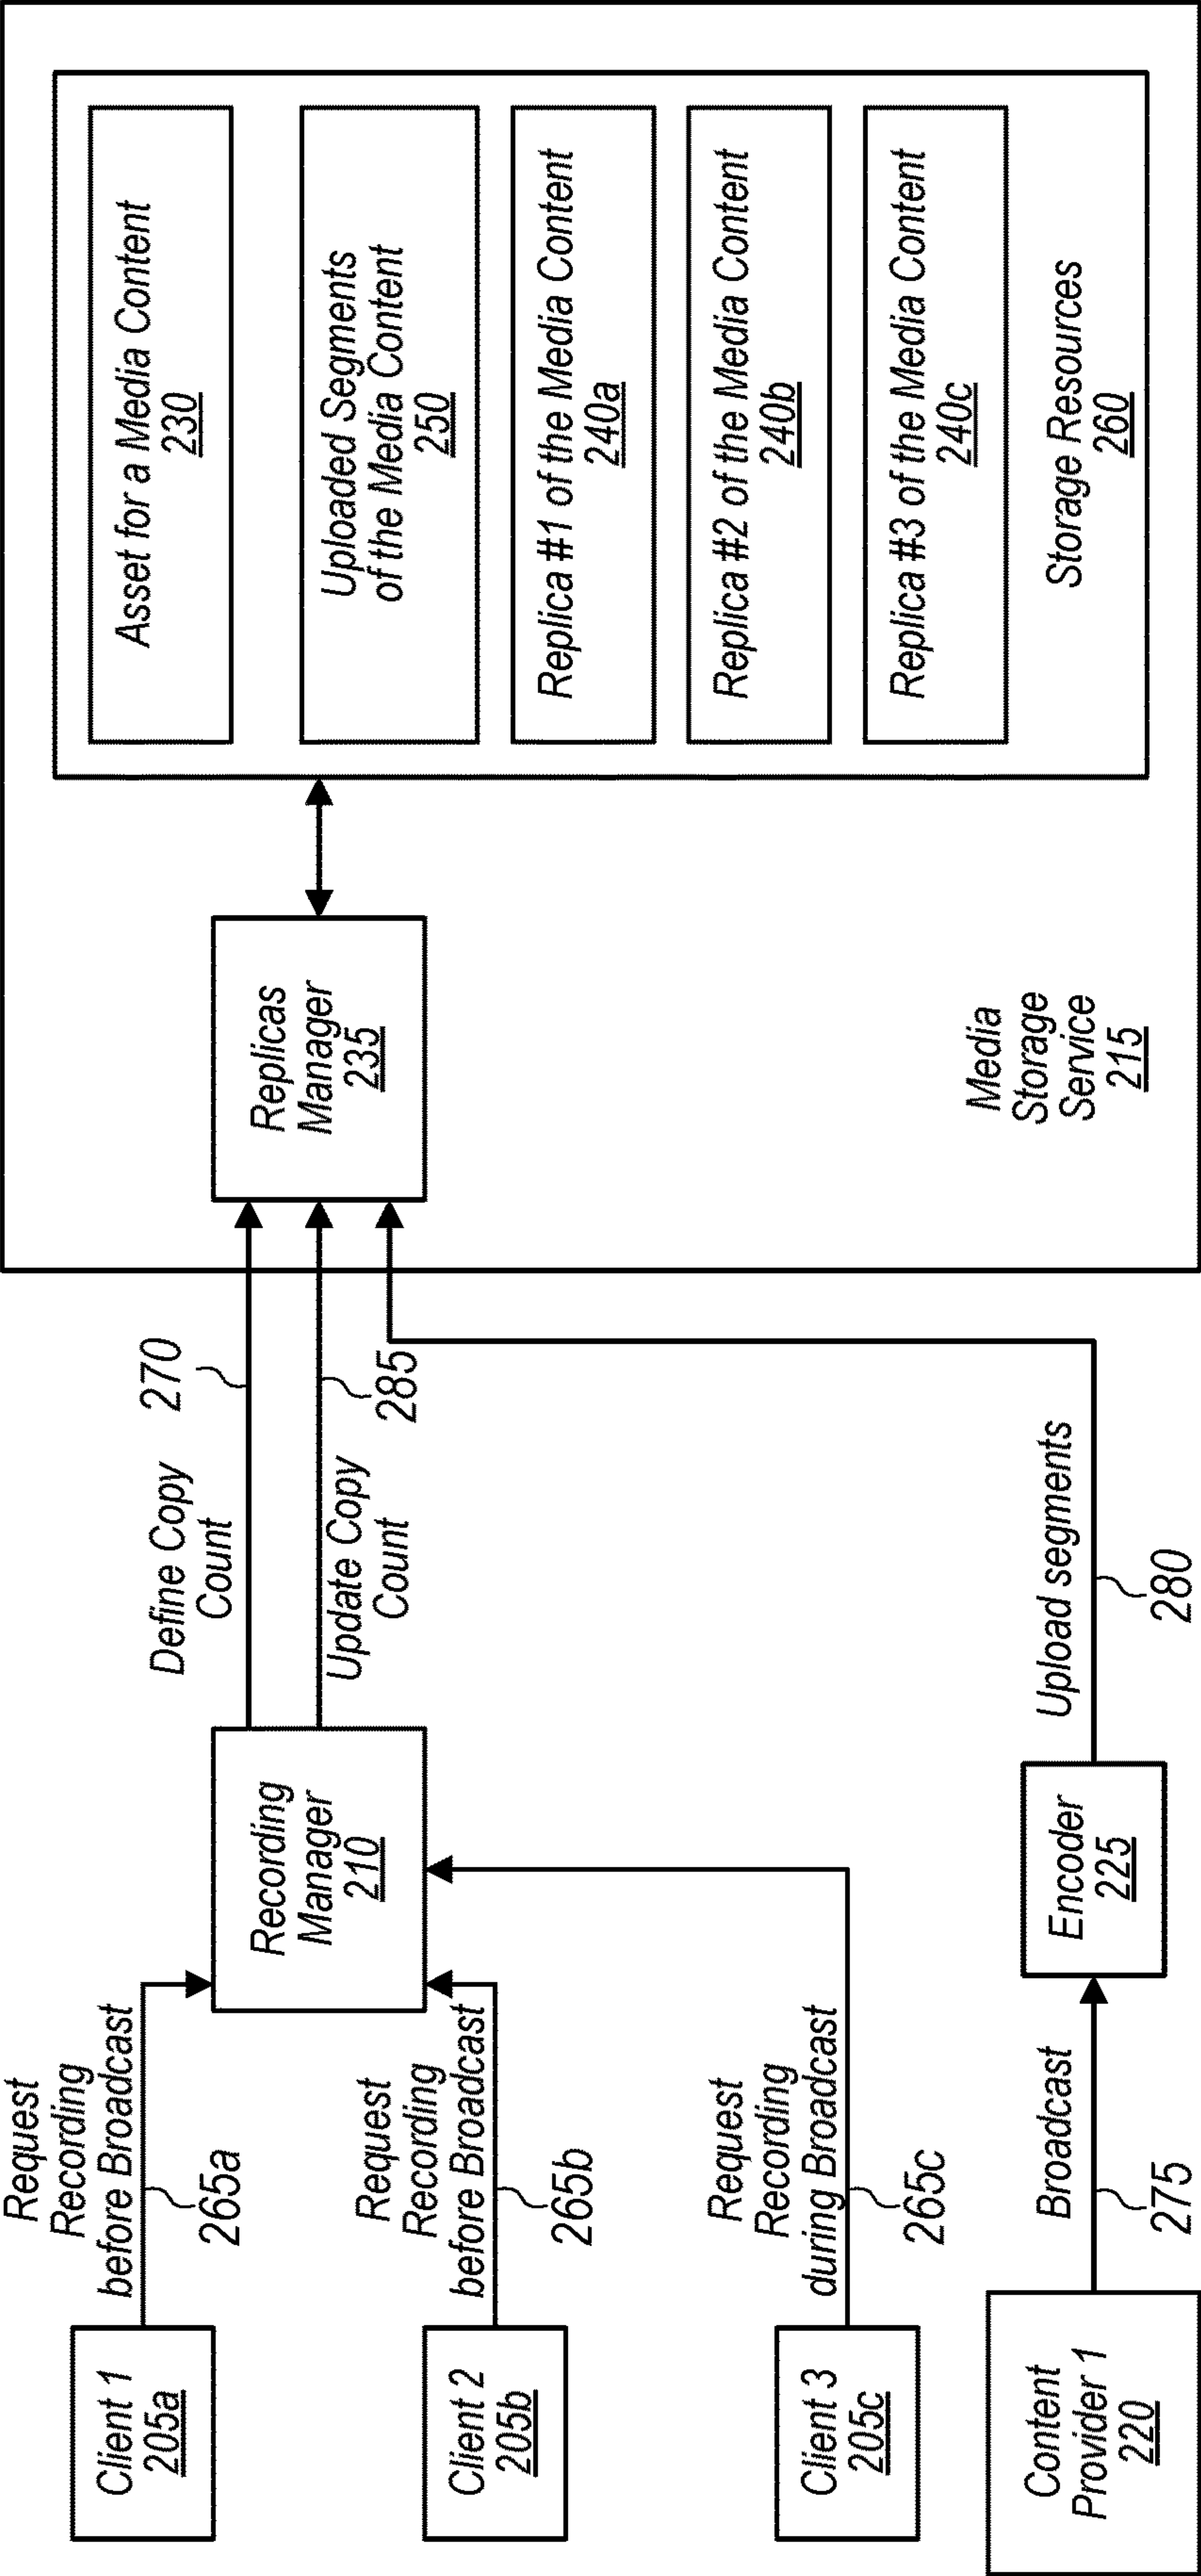 Request
Recording
before Broadcast
265a
Client 1
205a
Request
Recording
before Broadcast
265b
Client 2
205b
Request
Recording
during Broadcast
265c
Client 3
205c
Content
Provider 1
220
Broadcast
275
Encoder
225
Upload segments
280
Recording
Manager
210
Define Copy
Count
270
Update Copy
Count
285
Replicas
Manager
235
Media
Storage
Service
215
Asset for a Media Content
230
Uploaded Segments
of the Media Content
250
Replica #1 of the Media Content
240a
Replica #2 of the Media Content
240b
Replica #3 of the Media Content
240c
Storage Resources
260